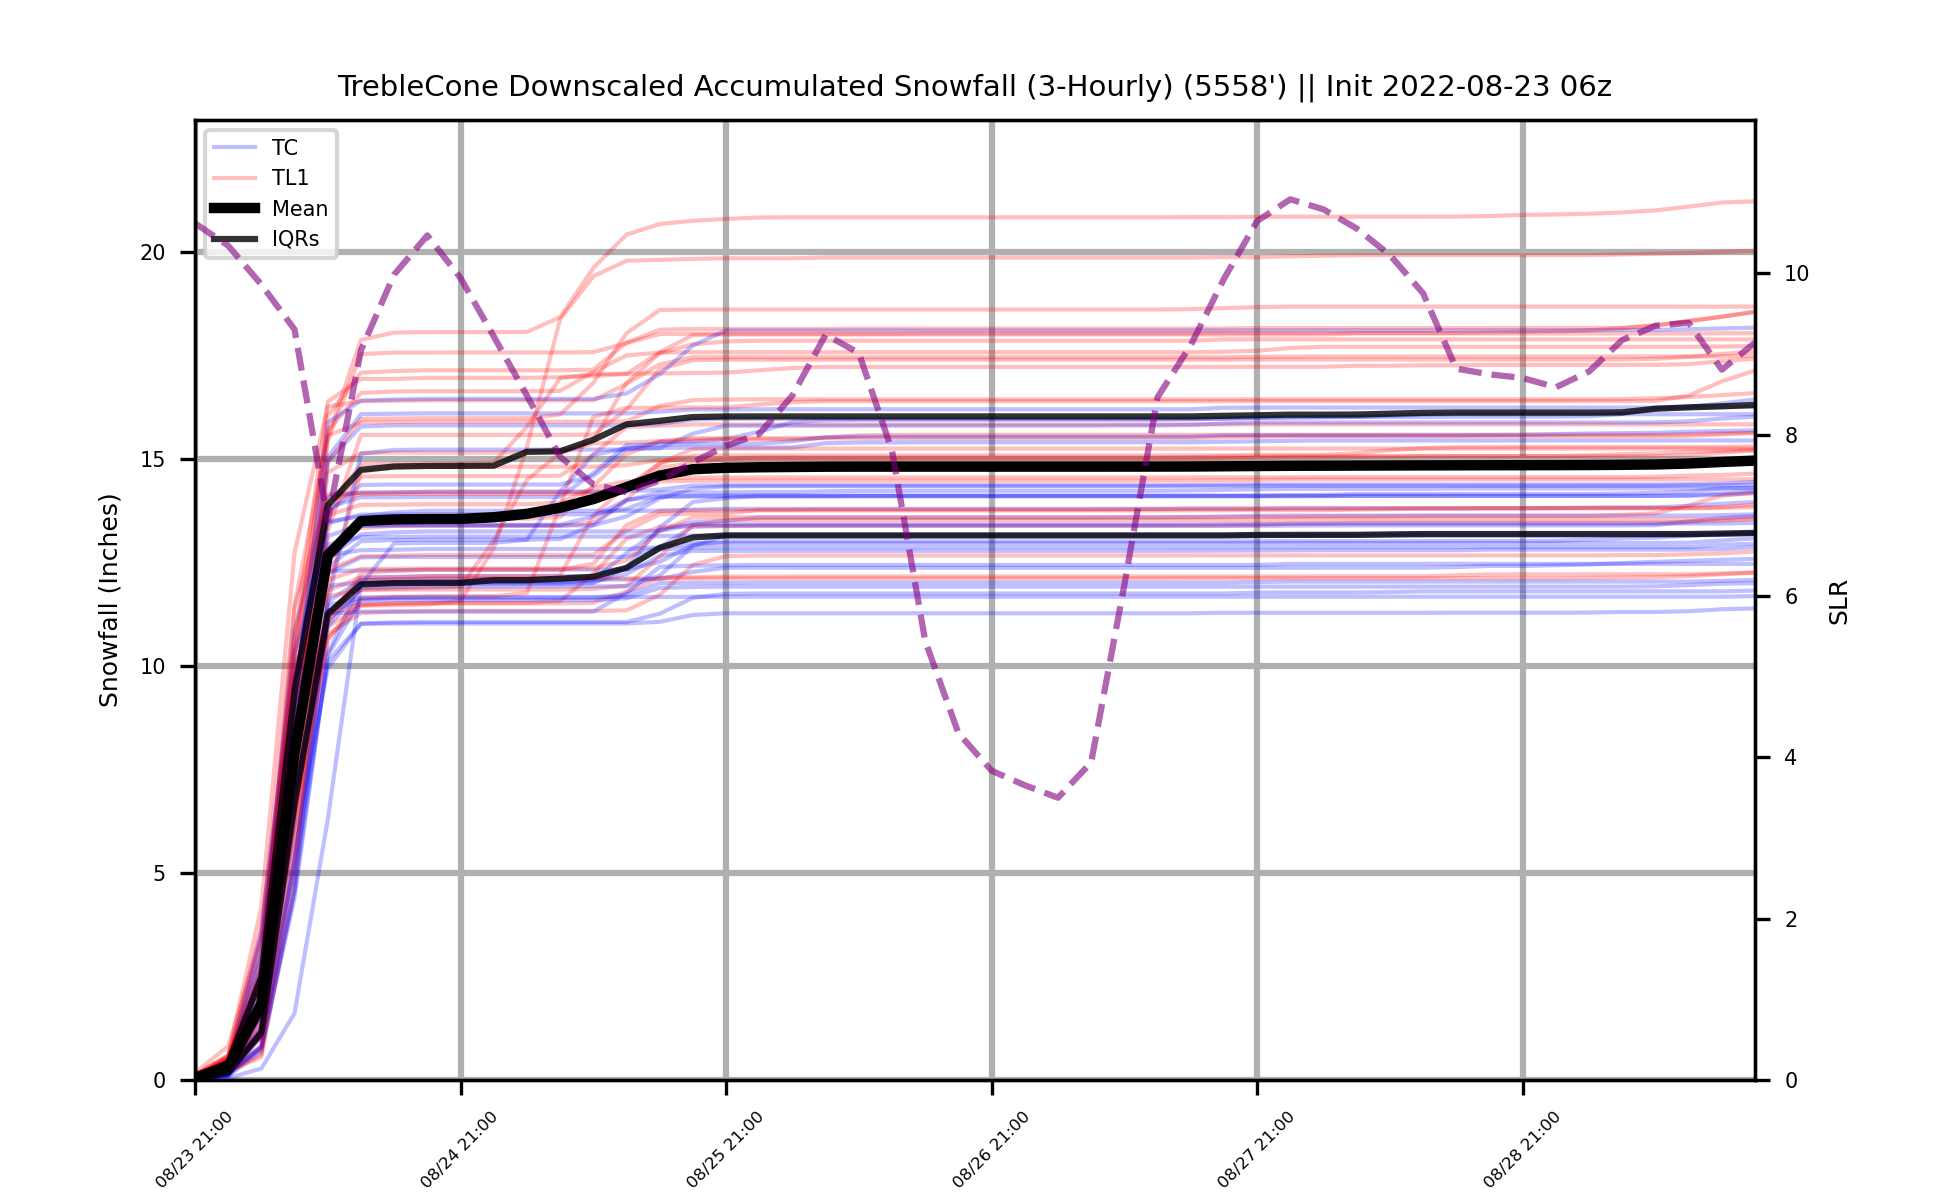 TrebleCone Downscaled Accumulated Snowfall (3-Hourly) (5558') || Init 2022-08-23 06z
TC
TL1
Mean
IQRs
Snowfall (Inches)
20
15
10
5
0
SLR
10
8
6
4
2
0
08/23 21:00
08/24 21:00
08/25 21:00
08/26 21:00
08/27 21:00
08/28 21:00